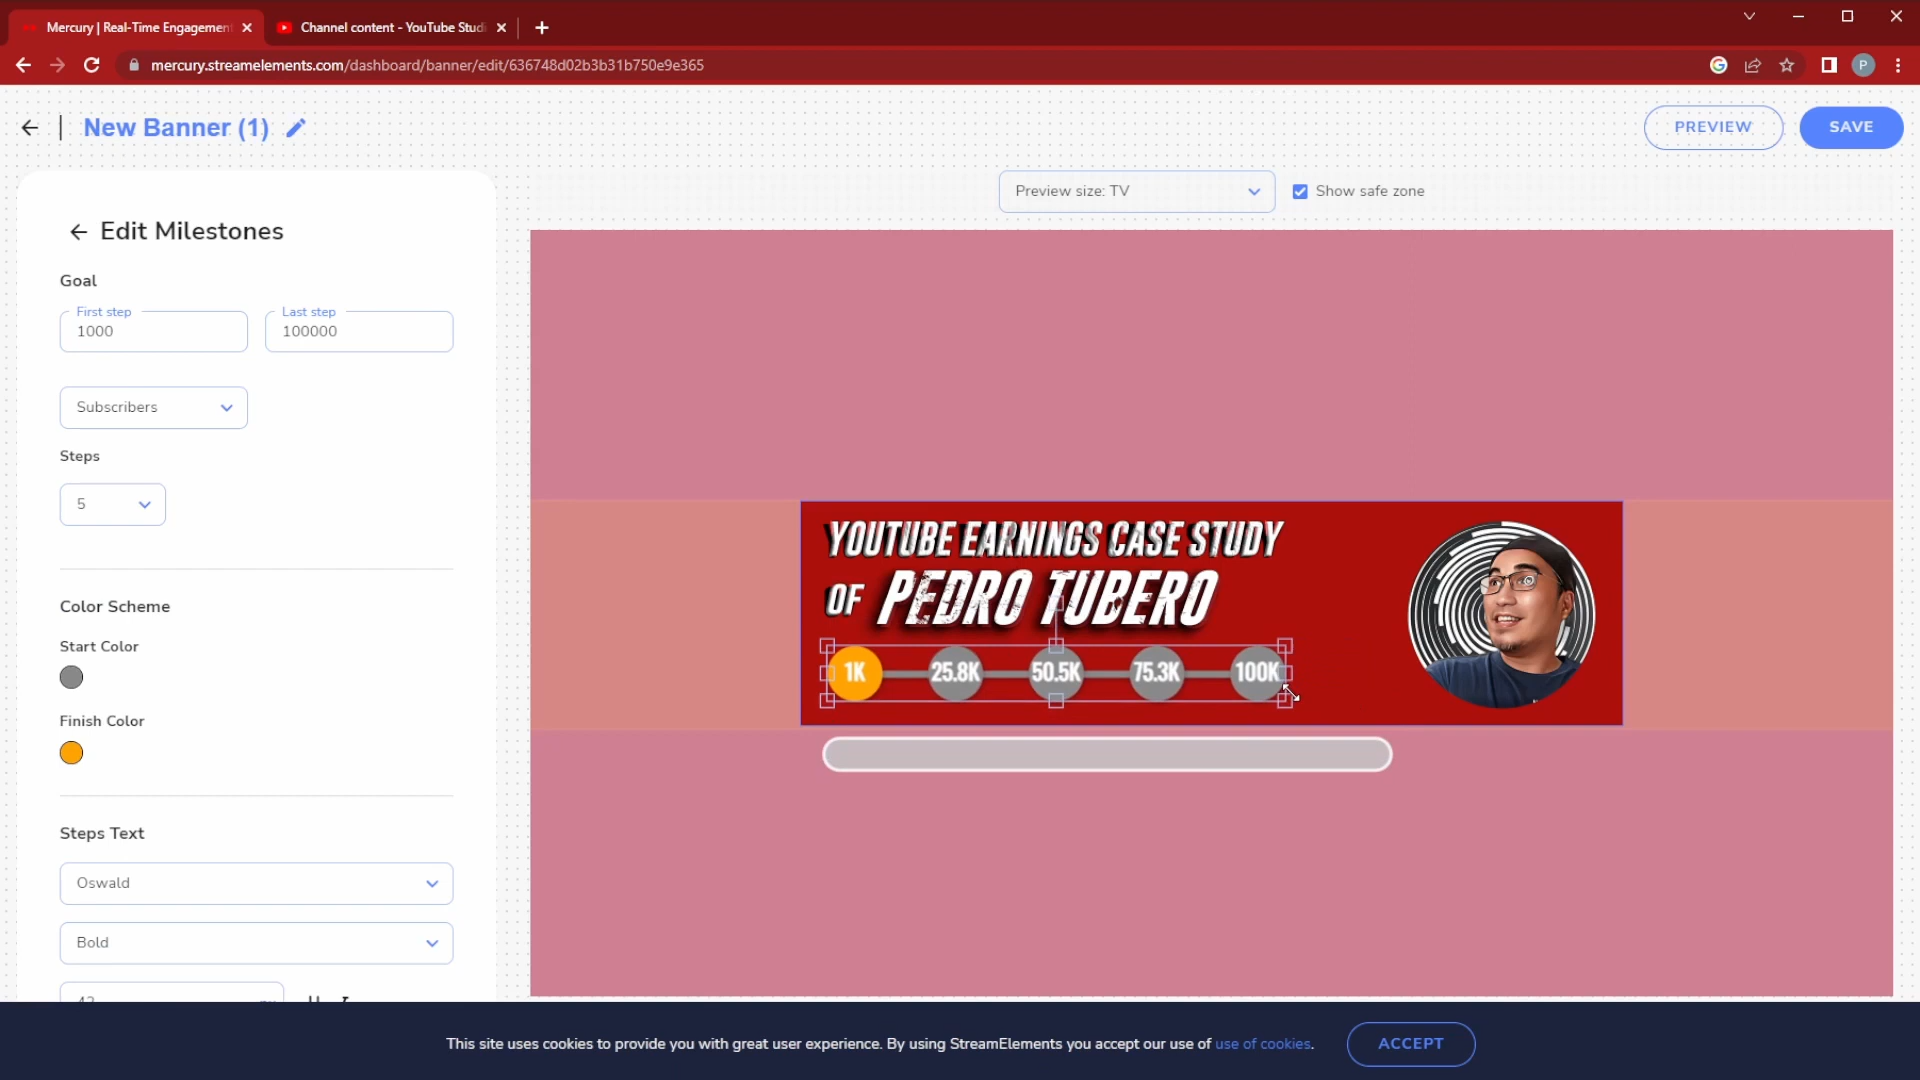 Mercury | Real-Time Engagemen
Channel content - YouTube Studi
mercury.streamelements.com/dashboard/banner/edit/636748d02b3b31b750e9e365
P
New Banner (1)
PREVIEW
SAVE
Preview size: TV
Show safe zone
Edit Milestones
Goal
First step
Last step
1000
100000
Subscribers
Steps
5
Color Scheme
Start Color
Finish Color
Steps Text
Oswald
Bold
YOUTUBE EARNINGS CASE STUDY
OF PEDRO TUBERO
1K 25.8K 50.5K 75.3K 100K
This site uses cookies to provide you with great user experience. By using StreamElements you accept our use of use of cookies.
ACCEPT